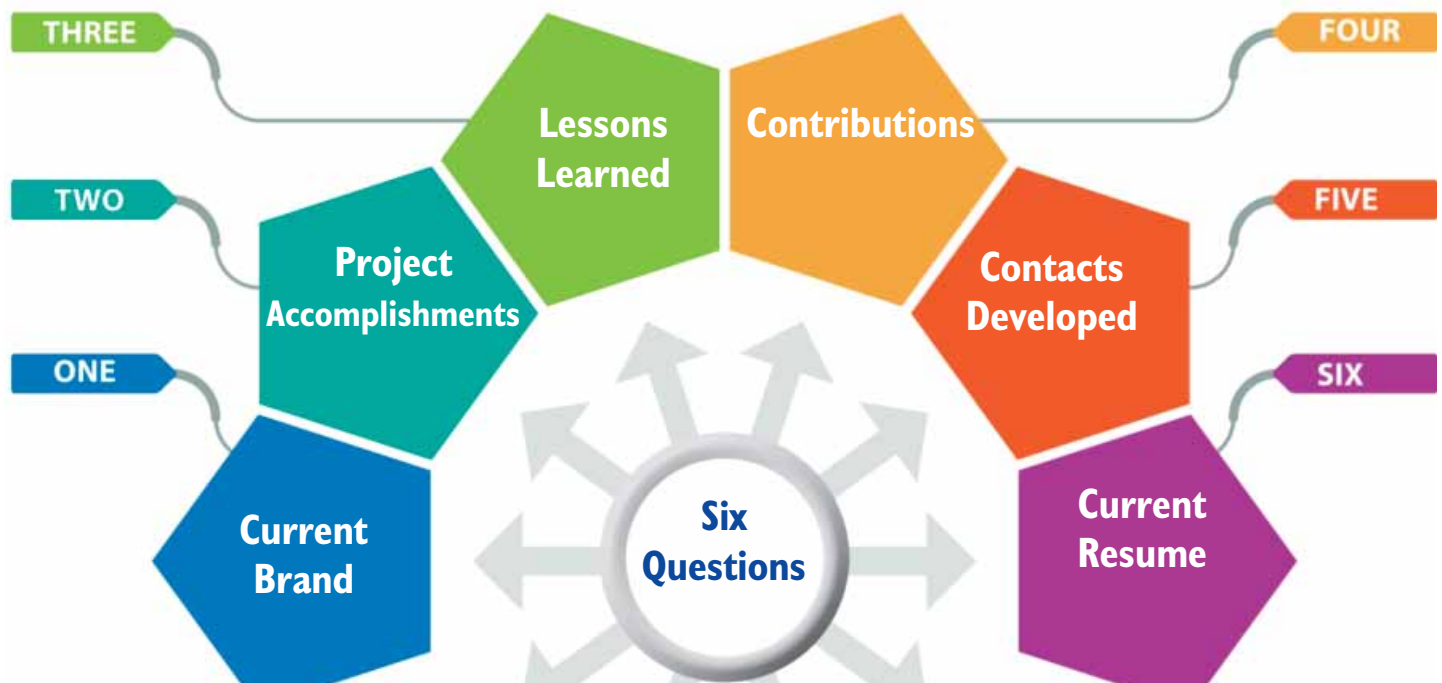 THREE
FOUR
Lessons
Learned
Contributions
TWO
FIVE
Project
Accomplishments
Contacts
Developed
ONE
SIX
Current
Brand
Six
Questions
Current
Resume